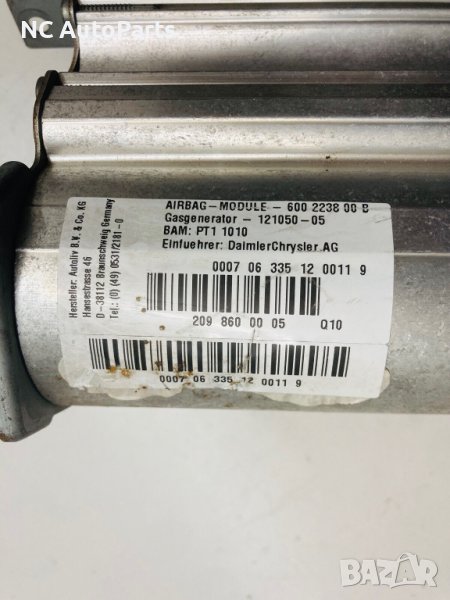 NC AutoParts
Hersteller: Autoliv B.V. & Co. KG
Hansestrasse 46
D-38112 Braunschweig Germany
Tel.: (0) (49) 0531/2181-0
AIRBAG-MODULE - 600 2238 00 B
Gasgenerator - 121050-05
BAM: PT1 1010
Einfuehrer: DaimlerChrysler AG
0007 06 335 12 0011 9
209 860 00 05 Q10
0007 06 335 12 0011 9
BAZAR